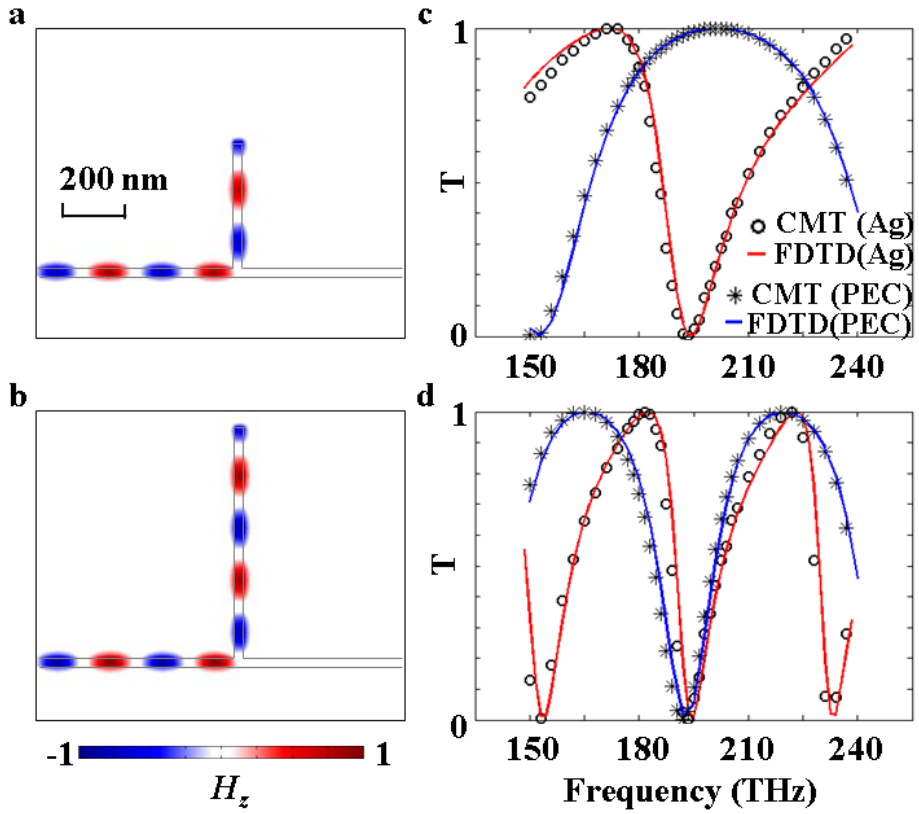 a
200 nm
b
-1 1
Hz
c
1
T
0
150 180 210 240
CMT (Ag)
FDTD(Ag)
CMT (PEC)
FDTD(PEC)
d
1
T
0
150 180 210 240
Frequency (THz)